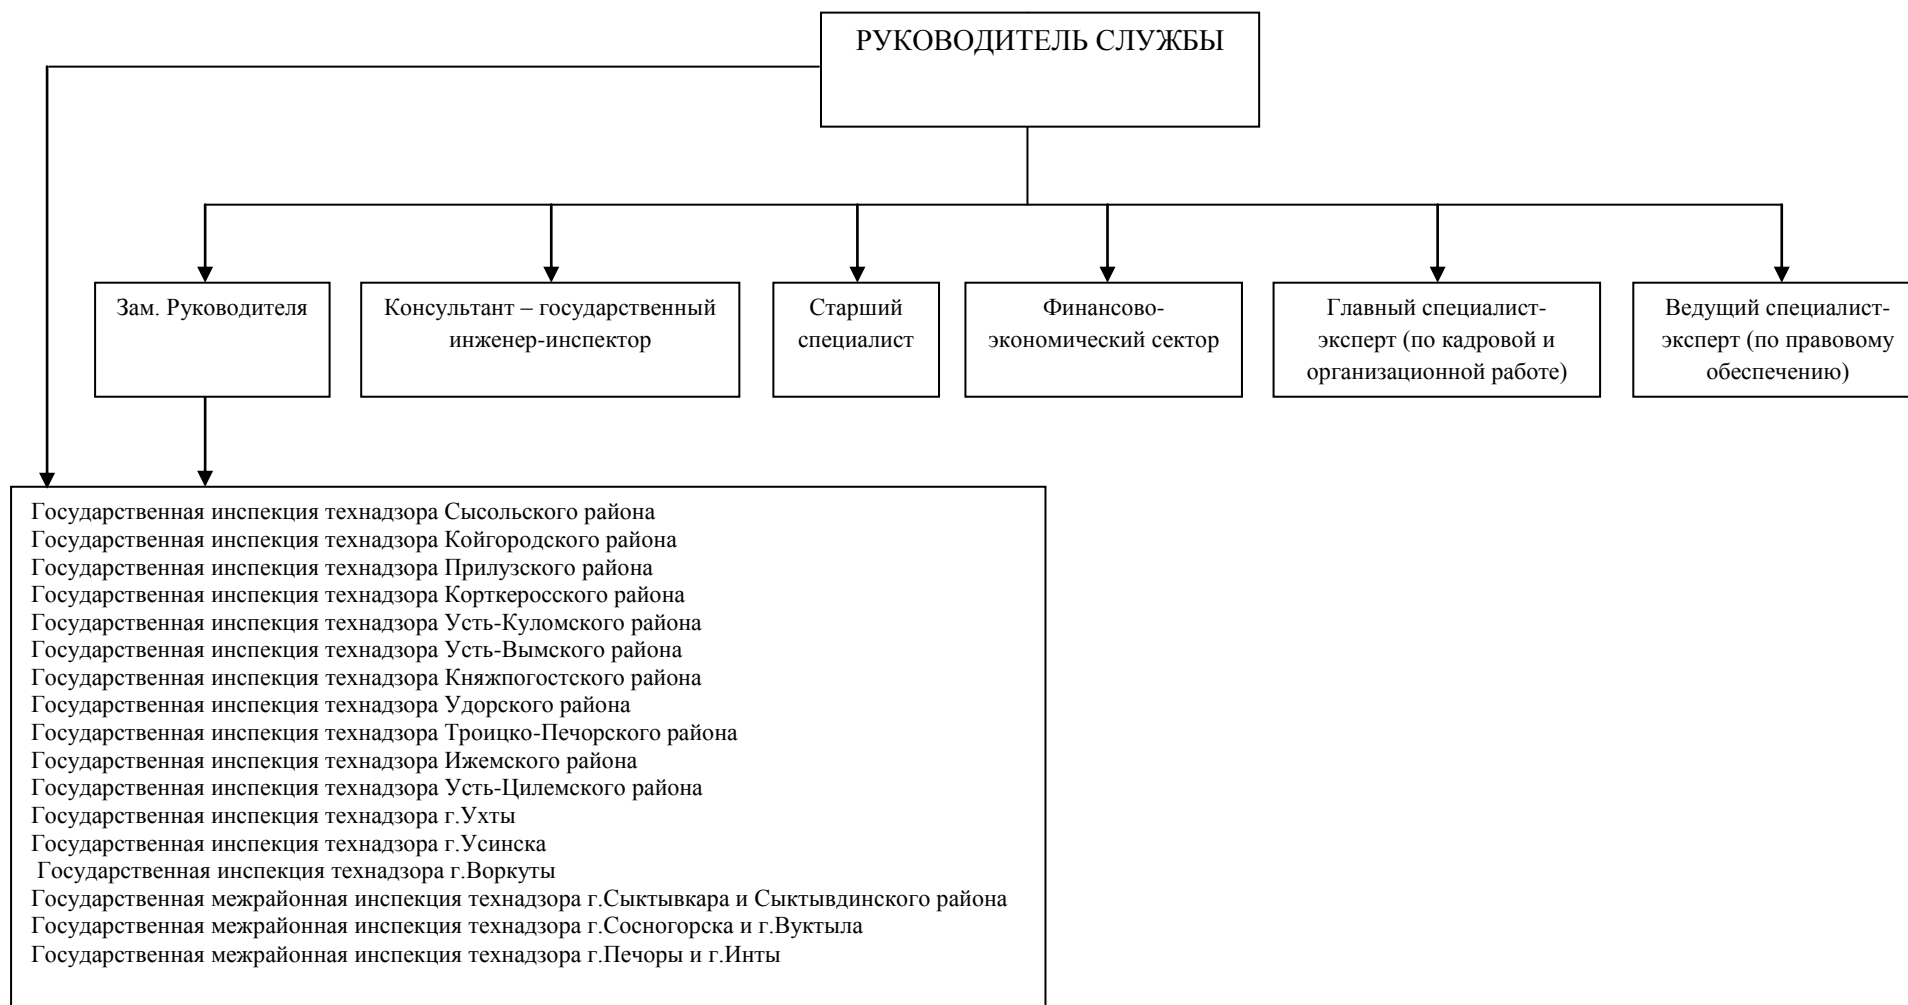 РУКОВОДИТЕЛЬ СЛУЖБЫ
Зам. Руководителя
Консультант – государственный
инженер-инспектор
Старший
специалист
Финансово-
экономический сектор
Главный специалист-
эксперт (по кадровой и
организационной работе)
Ведущий специалист-
эксперт (по правовому
обеспечению)
Государственная инспекция технадзора Сысольского района
Государственная инспекция технадзора Койгородского района
Государственная инспекция технадзора Прилузского района
Государственная инспекция технадзора Корткеросского района
Государственная инспекция технадзора Усть-Куломского района
Государственная инспекция технадзора Усть-Вымского района
Государственная инспекция технадзора Княжпогостского района
Государственная инспекция технадзора Удорского района
Государственная инспекция технадзора Троицко-Печорского района
Государственная инспекция технадзора Ижемского района
Государственная инспекция технадзора Усть-Цилемского района
Государственная инспекция технадзора г.Ухты
Государственная инспекция технадзора г.Усинска
Государственная инспекция технадзора г.Воркуты
Государственная межрайонная инспекция технадзора г.Сыктывкара и Сыктывдинского района
Государственная межрайонная инспекция технадзора г.Сосногорска и г.Вуктыла
Государственная межрайонная инспекция технадзора г.Печоры и г.Инты